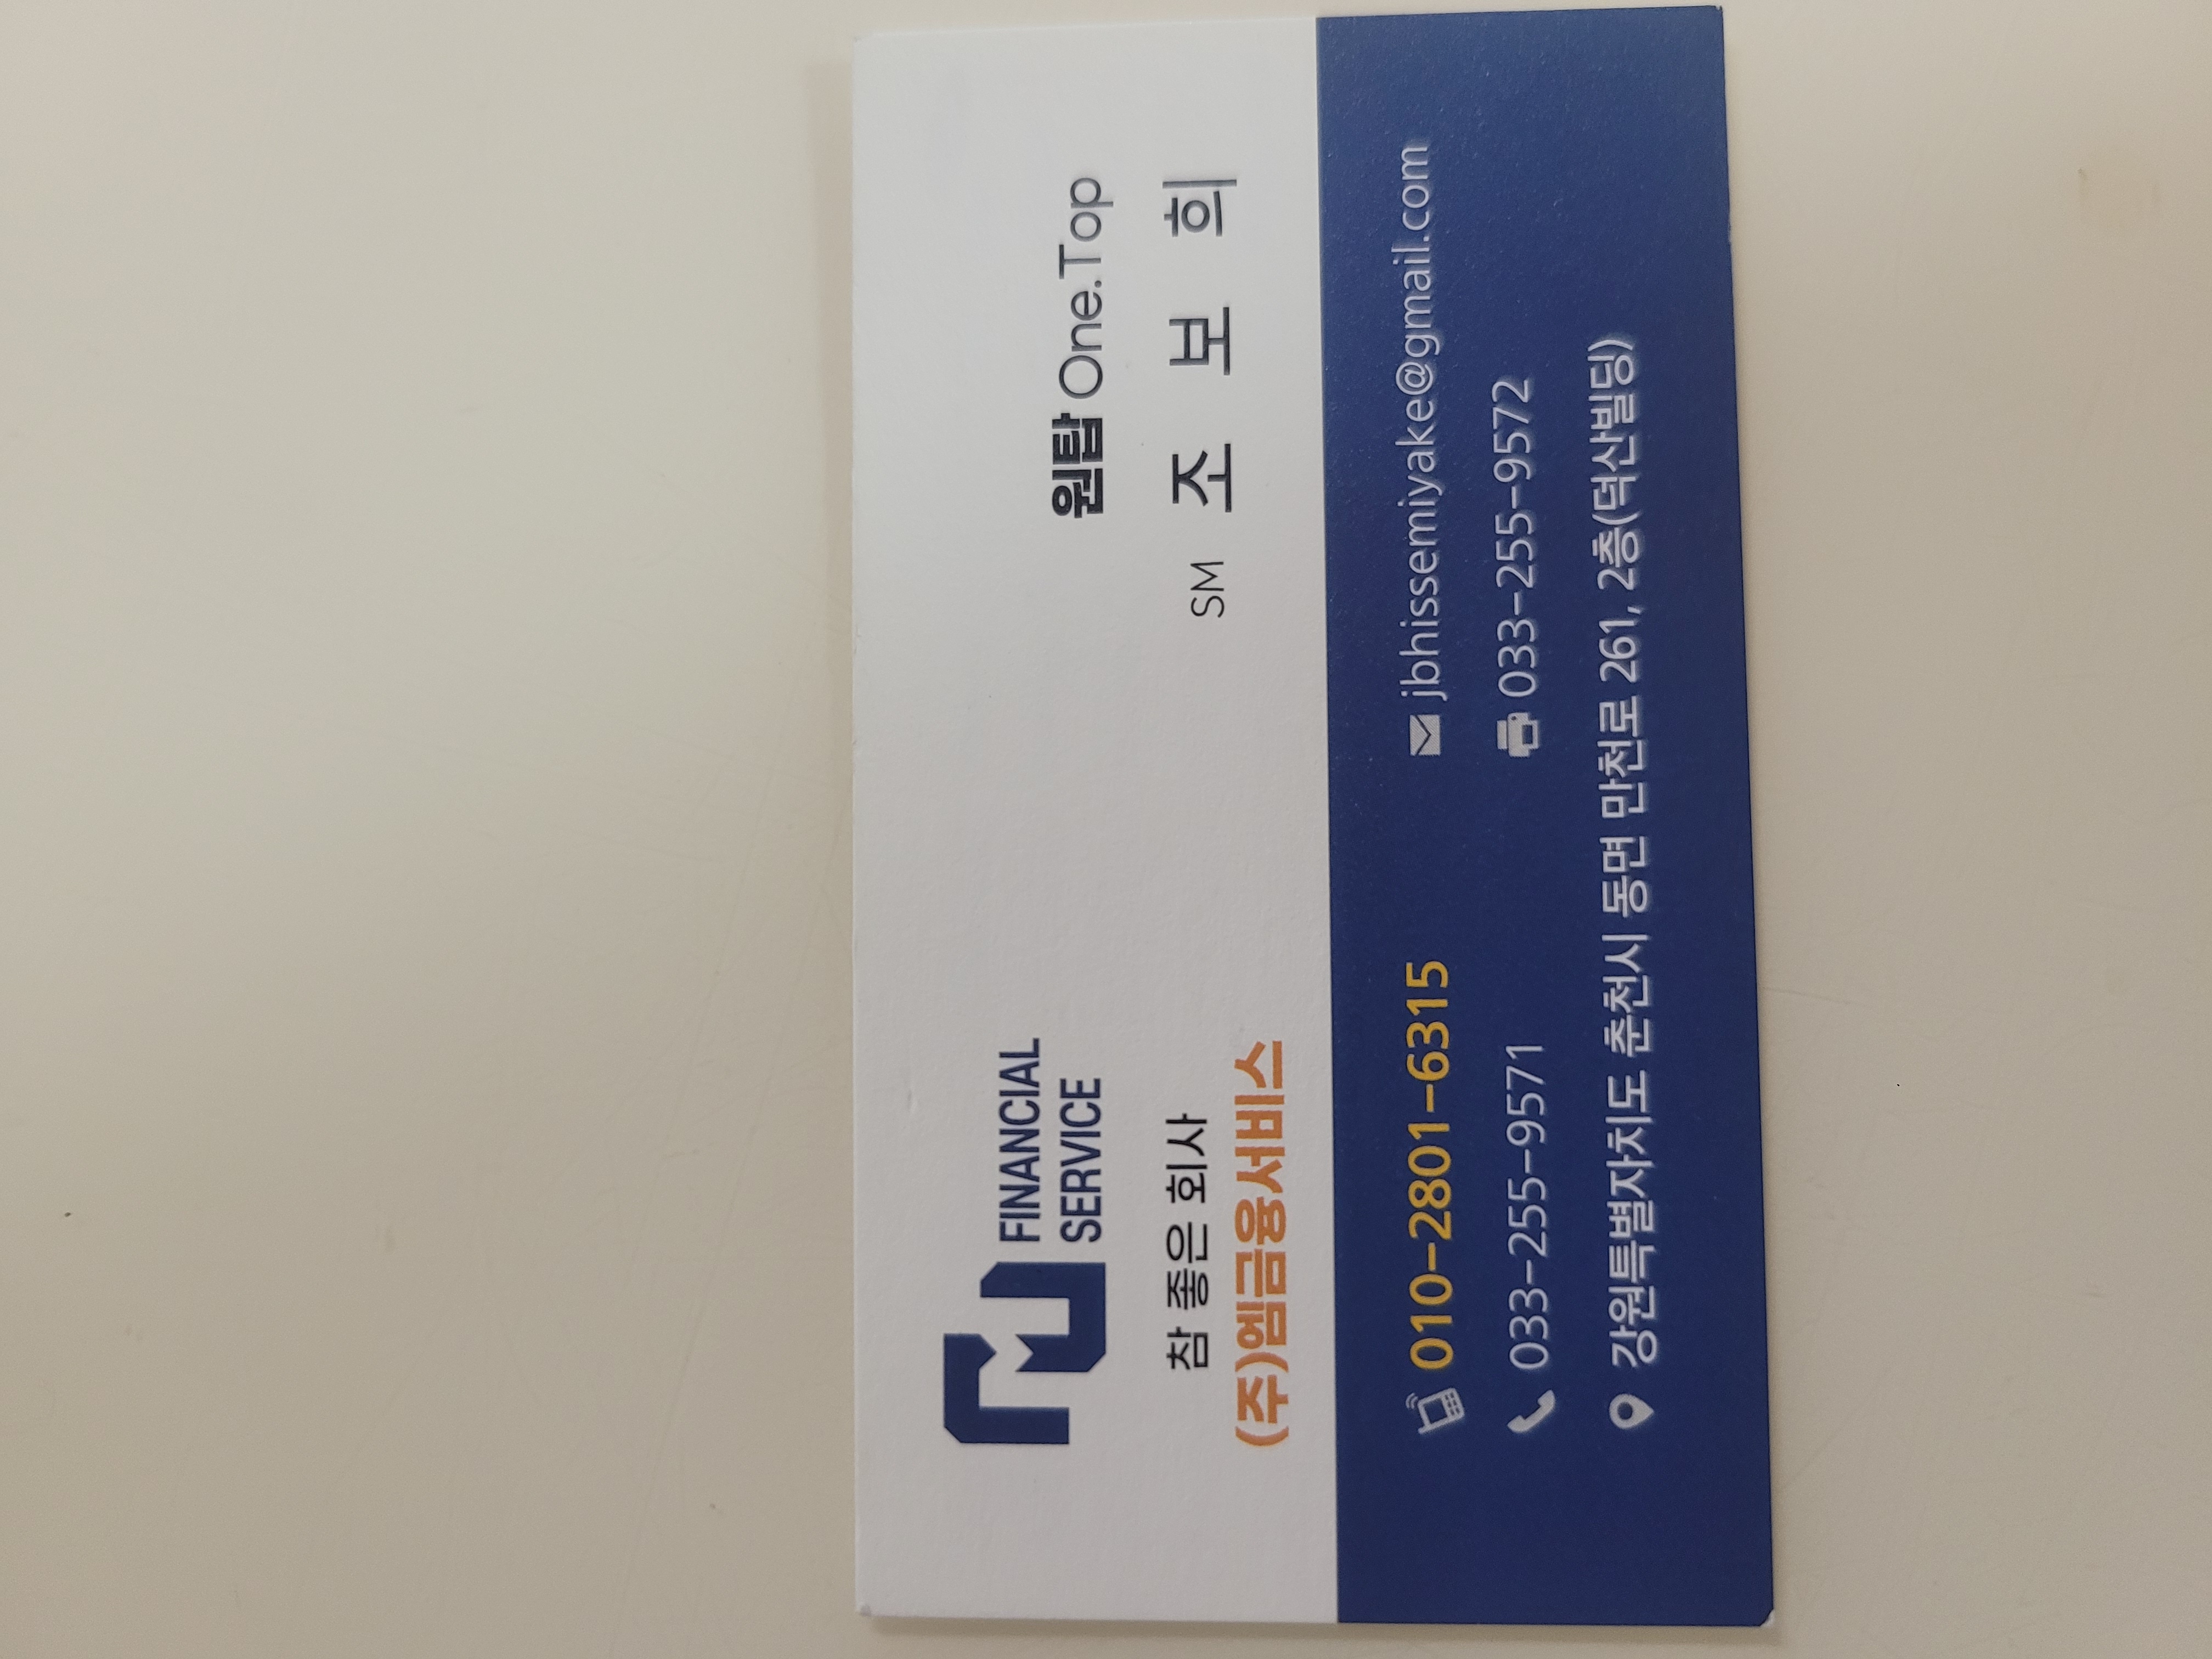 FINANCIAL
SERVICE
참 좋은 회사
(주)엠금융서비스
원탑 One.Top
SM 조 보 희
010-2801-6315
jbhissemiyake@gmail.com
033-255-9571
033-255-9572
강원특별자치도 춘천시 동면 만천로 261, 2층(덕산빌딩)